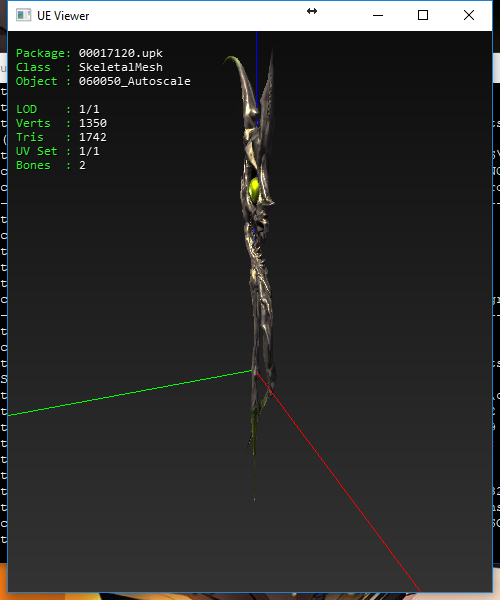 UE Viewer
Package: 00017120.upk
Class : SkeletalMesh
Object : 060050_Autoscale
LOD : 1/1
Verts : 1350
Tris : 1742
UV Set : 1/1
Bones : 2